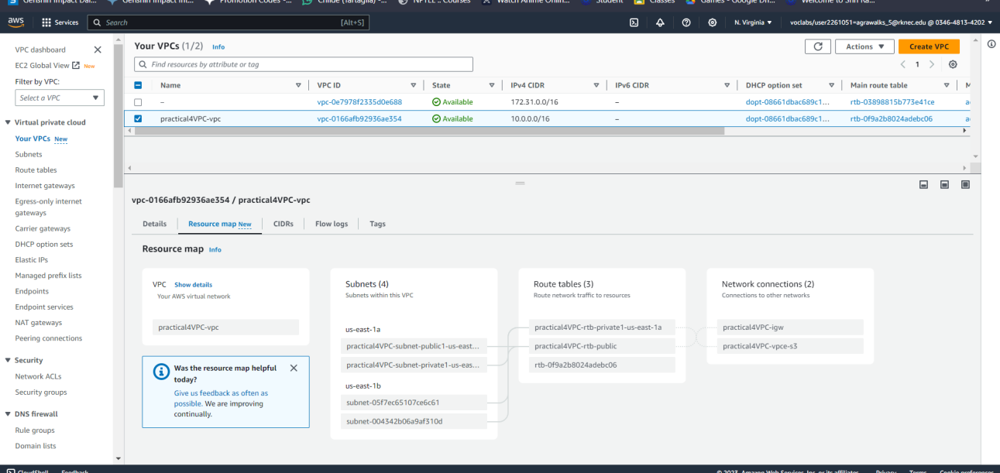 Genshin Impact Dat...
Genshin Impact Int...
Promotion Codes -...
Childe (Tartaglia) -...
NPTEL :: Courses
Watch Anime Onlin...
Student
Classes
Games - Google Dri...
Welcome to Shri Ra...
aws
Services
Search
[Alt+S]
N. Virginia
voclabs/user2261051=agrawalks_5@rknec.edu @ 0346-4813-4202
VPC dashboard
EC2 Global View New
Filter by VPC:
Select a VPC
Virtual private cloud
Your VPCs New
Subnets
Route tables
Internet gateways
Egress-only internet
gateways
Carrier gateways
DHCP option sets
Elastic IPs
Managed prefix lists
Endpoints
Endpoint services
NAT gateways
Peering connections
Security
Network ACLs
Security groups
DNS firewall
Rule groups
Domain lists
Your VPCs (1/2) Info
Actions
Create VPC
Find resources by attribute or tag
1
Name VPC ID State IPv4 CIDR IPv6 CIDR DHCP option set Main route table M
– vpc-0e7978f2335d0e688 Available 172.31.0.0/16 – dopt-08661dbac689c1... rtb-03898815b773e41ce a
practical4VPC-vpc vpc-0166afb92936ae354 Available 10.0.0.0/16 – dopt-08661dbac689c1... rtb-0f9a2b8024adebc06 a
vpc-0166afb92936ae354 / practical4VPC-vpc
Details
Resource map New
CIDRs
Flow logs
Tags
Resource map Info
VPC Show details
Your AWS virtual network
practical4VPC-vpc
Was the resource map helpful
today?
Give us feedback as often as
possible. We are improving
continually.
Subnets (4)
Subnets within this VPC
us-east-1a
practical4VPC-subnet-public1-us-east...
practical4VPC-subnet-private1-us-eas...
us-east-1b
subnet-05f7ec65107ce6c61
subnet-004342b06a9af310d
Route tables (3)
Route network traffic to resources
practical4VPC-rtb-private1-us-east-1a
practical4VPC-rtb-public
rtb-0f9a2b8024adebc06
Network connections (2)
Connections to other networks
practical4VPC-igw
practical4VPC-vpce-s3
CloudShell
Feedback
© 2023, Amazon Web Services, Inc. or its affiliates.
Privacy
Terms
Cookie preferences